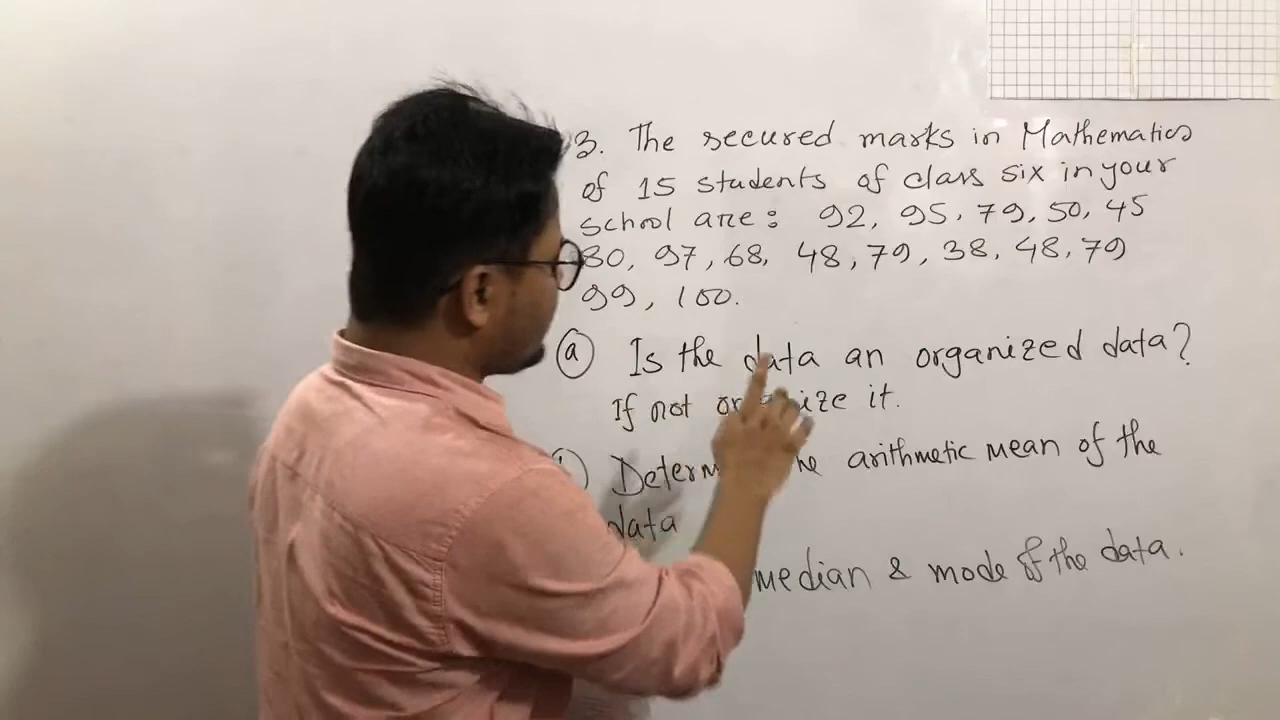 3. The secured marks in Mathematics
of 15 students of class six in your
school are: 92, 95, 79, 50, 45
80, 97, 68, 48, 79, 38, 48, 79
99, 100.
(a) Is the data an organized data?
If not organize it.
Determ he arithmetic mean of the
data
median & mode of the data.